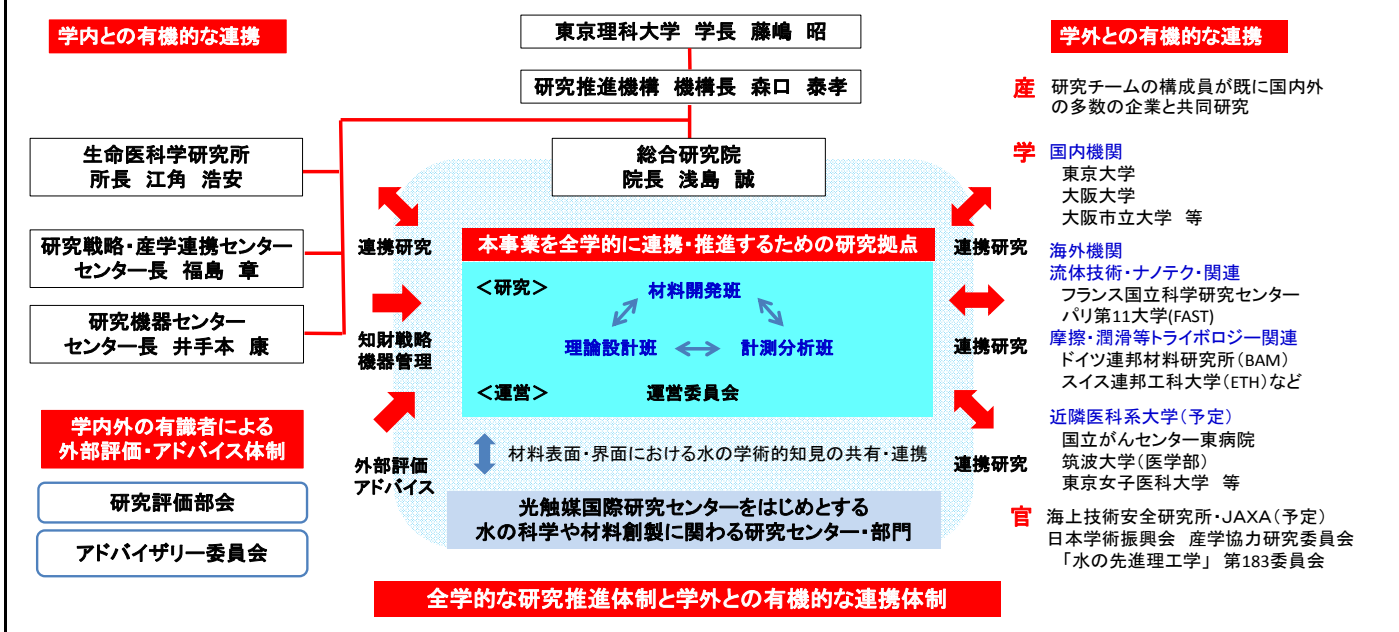 学内との有機的な連携
東京理科大学 学長 藤嶋 昭
研究推進機構 機構長 森口 泰孝
生命医科学研究所
所長 江角 浩安
総合研究院
院長 浅島 誠
研究戦略・産学連携センター
センター長 福島 章
研究機器センター
センター長 井手本 康
連携研究
知財戦略
機器管理
外部評価
アドバイス
学内外の有識者による
外部評価・アドバイス体制
研究評価部会
アドバイザリー委員会
本事業を全学的に連携・推進するための研究拠点
<研究>
材料開発班
理論設計班
計測分析班
<運営>
運営委員会
材料表面・界面における水の学術的知見の共有・連携
光触媒国際研究センターをはじめとする
水の科学や材料創製に関わる研究センター・部門
連携研究
連携研究
連携研究
学外との有機的な連携
産 研究チームの構成員が既に国内外
の多数の企業と共同研究
学 国内機関
東京大学
大阪大学
大阪市立大学 等
海外機関
流体技術・ナノテク・関連
フランス国立科学研究センター
パリ第11大学(FAST)
摩擦・潤滑等トライボロジー関連
ドイツ連邦材料研究所(BAM)
スイス連邦工科大学(ETH)など
近隣医科系大学(予定)
国立がんセンター東病院
筑波大学(医学部)
東京女子医科大学 等
官 海上技術安全研究所・JAXA(予定)
日本学術振興会 産学協力研究委員会
「水の先進理工学」 第183委員会
全学的な研究推進体制と学外との有機的な連携体制